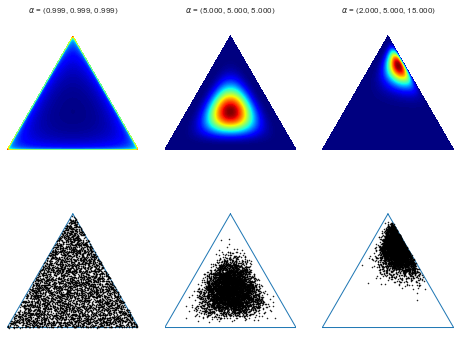 α = (0.999, 0.999, 0.999)
α = (5.000, 5.000, 5.000)
α = (2.000, 5.000, 15.000)